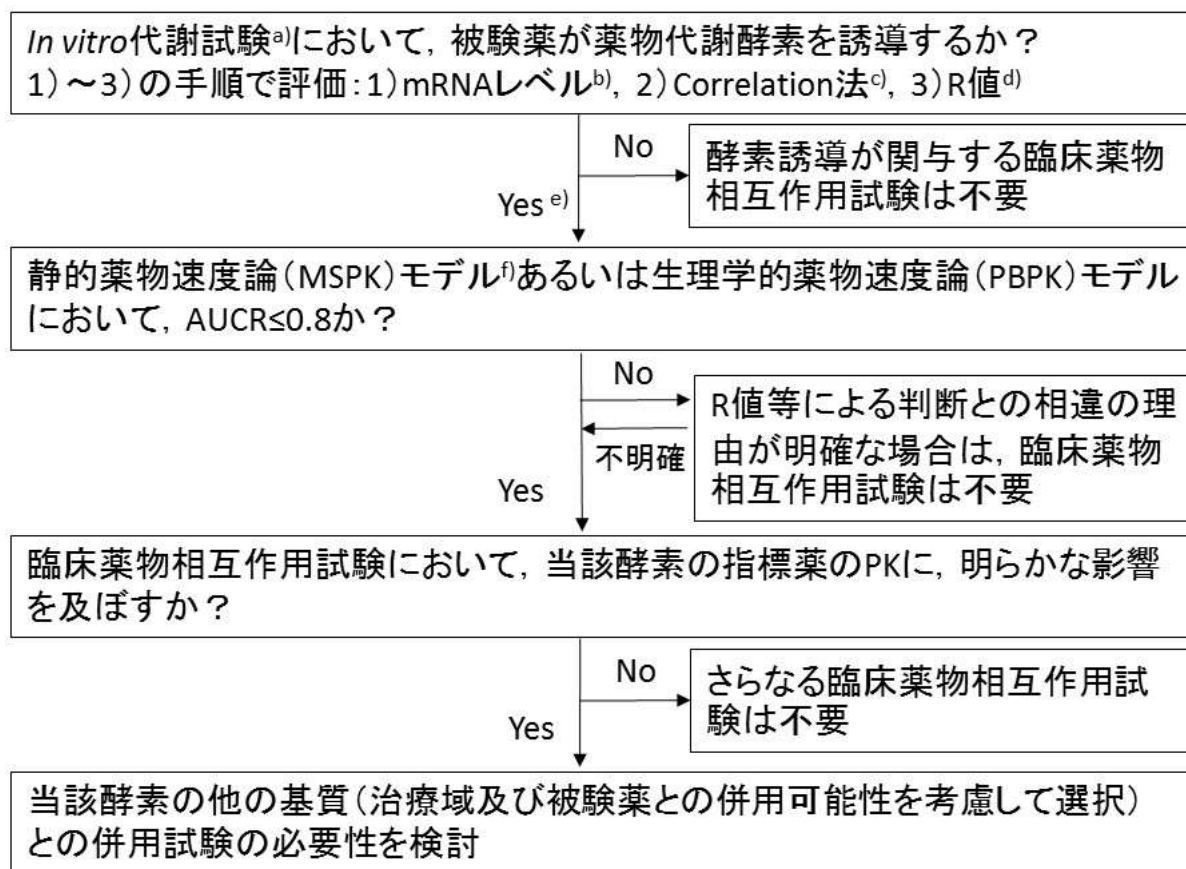 In vitro代謝試験a)において，被験薬が薬物代謝酵素を誘導するか？
1)～3)の手順で評価：1)mRNAレベルb)，2)Correlation法c)，3)R値d)
No
酵素誘導が関与する臨床薬物
相互作用試験は不要
Yes e)
静的薬物速度論(MSPK)モデルf)あるいは生理学的薬物速度論(PBPK)モデル
において，AUCR≤0.8か？
No
R値等による判断との相違の理
由が明確な場合は，臨床薬物
相互作用試験は不要
不明確
Yes
臨床薬物相互作用試験において，当該酵素の指標薬のPKに，明らかな影響
を及ぼすか？
No
さらなる臨床薬物相互作用試
験は不要
Yes
当該酵素の他の基質(治療域及び被験薬との併用可能性を考慮して選択)
との併用試験の必要性を検討